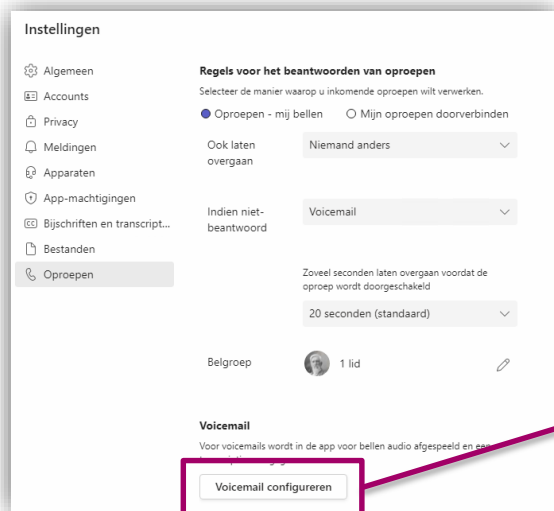 Instellingen
Algemeen
Accounts
Privacy
Meldingen
Apparaten
App-machtigingen
CC Bijschriften en transcript...
Bestanden
Oproepen
Regels voor het beantwoorden van oproepen
Selecteer de manier waarop u inkomende oproepen wilt verwerken.
Oproepen - mij bellen
Mijn oproepen doorverbinden
Ook laten
overgaan
Niemand anders
Indien niet-
beantwoord
Voicemail
Zoveel seconden laten overgaan voordat de
oproep wordt doorgeschakeld
20 seconden (standaard)
Belgroep
1 lid
Voicemail
Voor voicemails wordt in de app voor bellen audio afgespeeld en een
Voicemail configureren